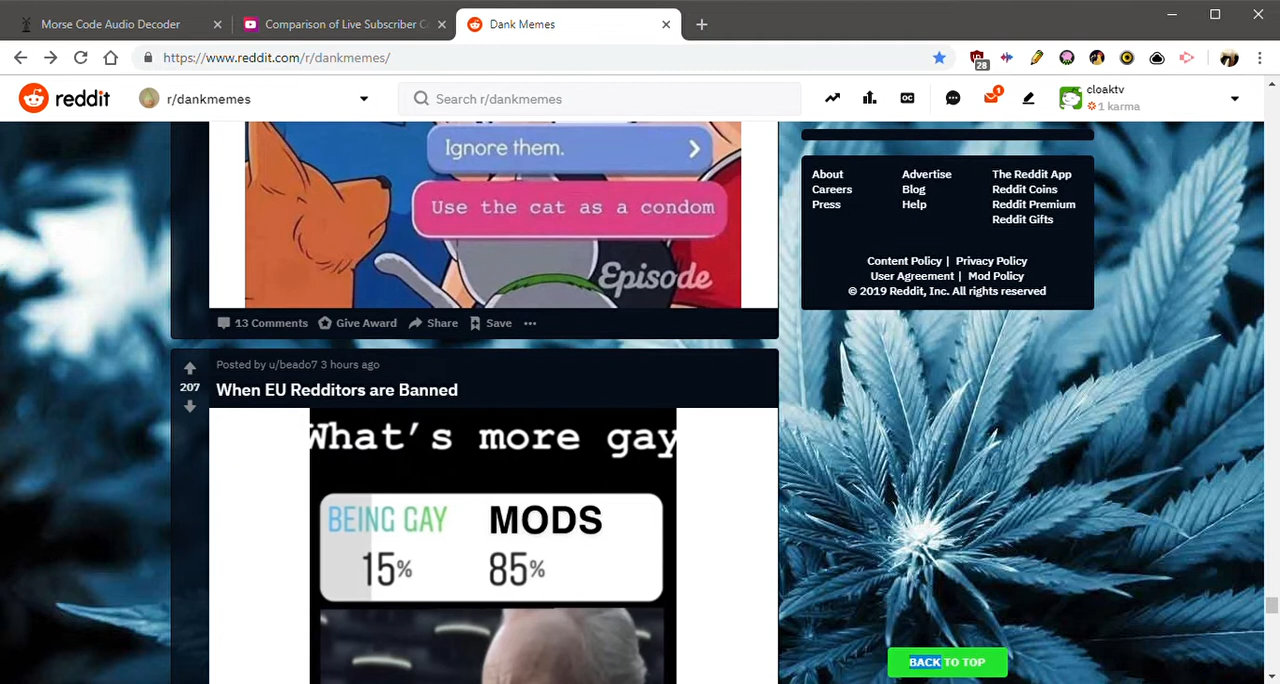 Morse Code Audio Decoder
Comparison of Live Subscriber C
Dank Memes
https://www.reddit.com/r/dankmemes/
28
reddit
r/dankmemes
Search r/dankmemes
1
cloaktv
1 karma
Ignore them.
Use the cat as a condom
Episode
13 Comments Give Award Share Save
Posted by u/beado7 3 hours ago
207
When EU Redditors are Banned
What's more gay
BEING GAY MODS
15% 85%
About Advertise The Reddit App
Careers Blog Reddit Coins
Press Help Reddit Premium
Reddit Gifts
Content Policy | Privacy Policy
User Agreement | Mod Policy
© 2019 Reddit, Inc. All rights reserved
BACK TO TOP